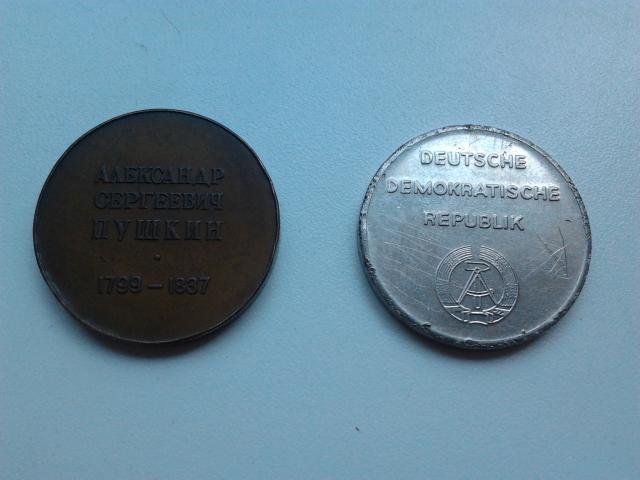 АЛЕКСАНДР
СЕРГЕЕВИЧ
ПУШКИН
1799-1837
DEUTSCHE
DEMOKRATISCHE
REPUBLIK